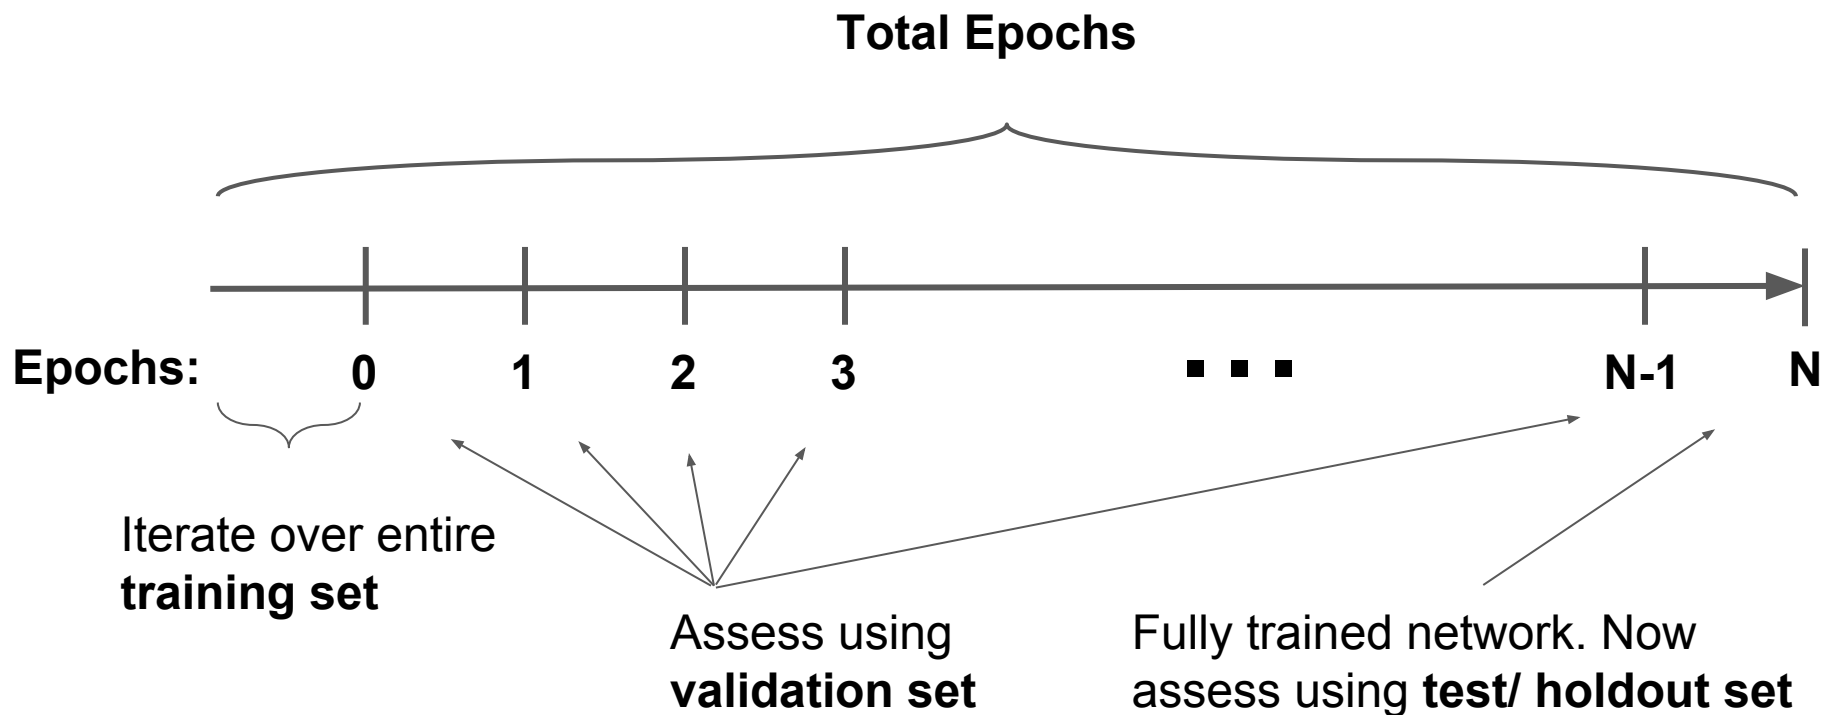 Total Epochs
Epochs: 0 1 2 3 ... N-1 N
Iterate over entire
training set
Assess using
validation set
Fully trained network. Now
assess using test/ holdout set